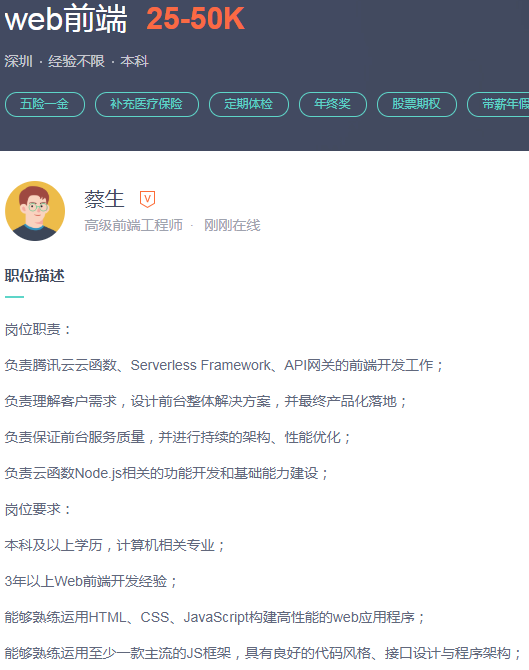 web前端 25-50K
深圳 · 经验不限 · 本科
五险一金 补充医疗保险 定期体检 年终奖 股票期权 带薪年假
蔡生 V
高级前端工程师 · 刚刚在线
职位描述
岗位职责：
负责腾讯云云函数、Serverless Framework、API网关的前端开发工作；
负责理解客户需求，设计前台整体解决方案，并最终产品化落地；
负责保证前台服务质量，并进行持续的架构、性能优化；
负责云函数Node.js相关的功能开发和基础能力建设；
岗位要求：
本科及以上学历，计算机相关专业；
3年以上Web前端开发经验；
能够熟练运用HTML、CSS、JavaScript构建高性能的web应用程序；
能够熟练运用至少一款主流的JS框架，具有良好的代码风格、接口设计与程序架构；